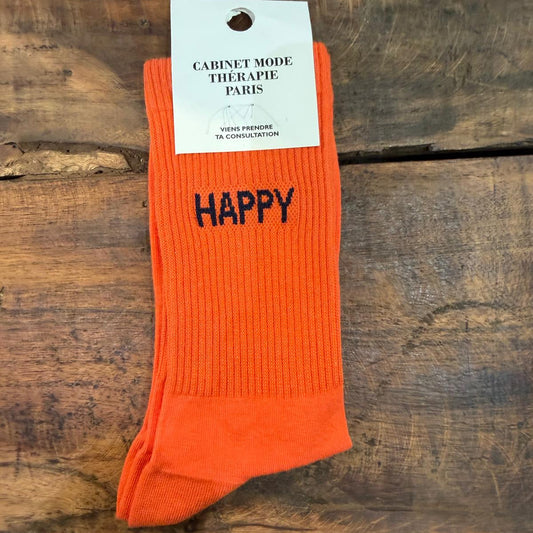 CABINET MODE
THÉRAPIE
PARIS
VIENS PRENDRE
TA CONSULTATION
HAPPY